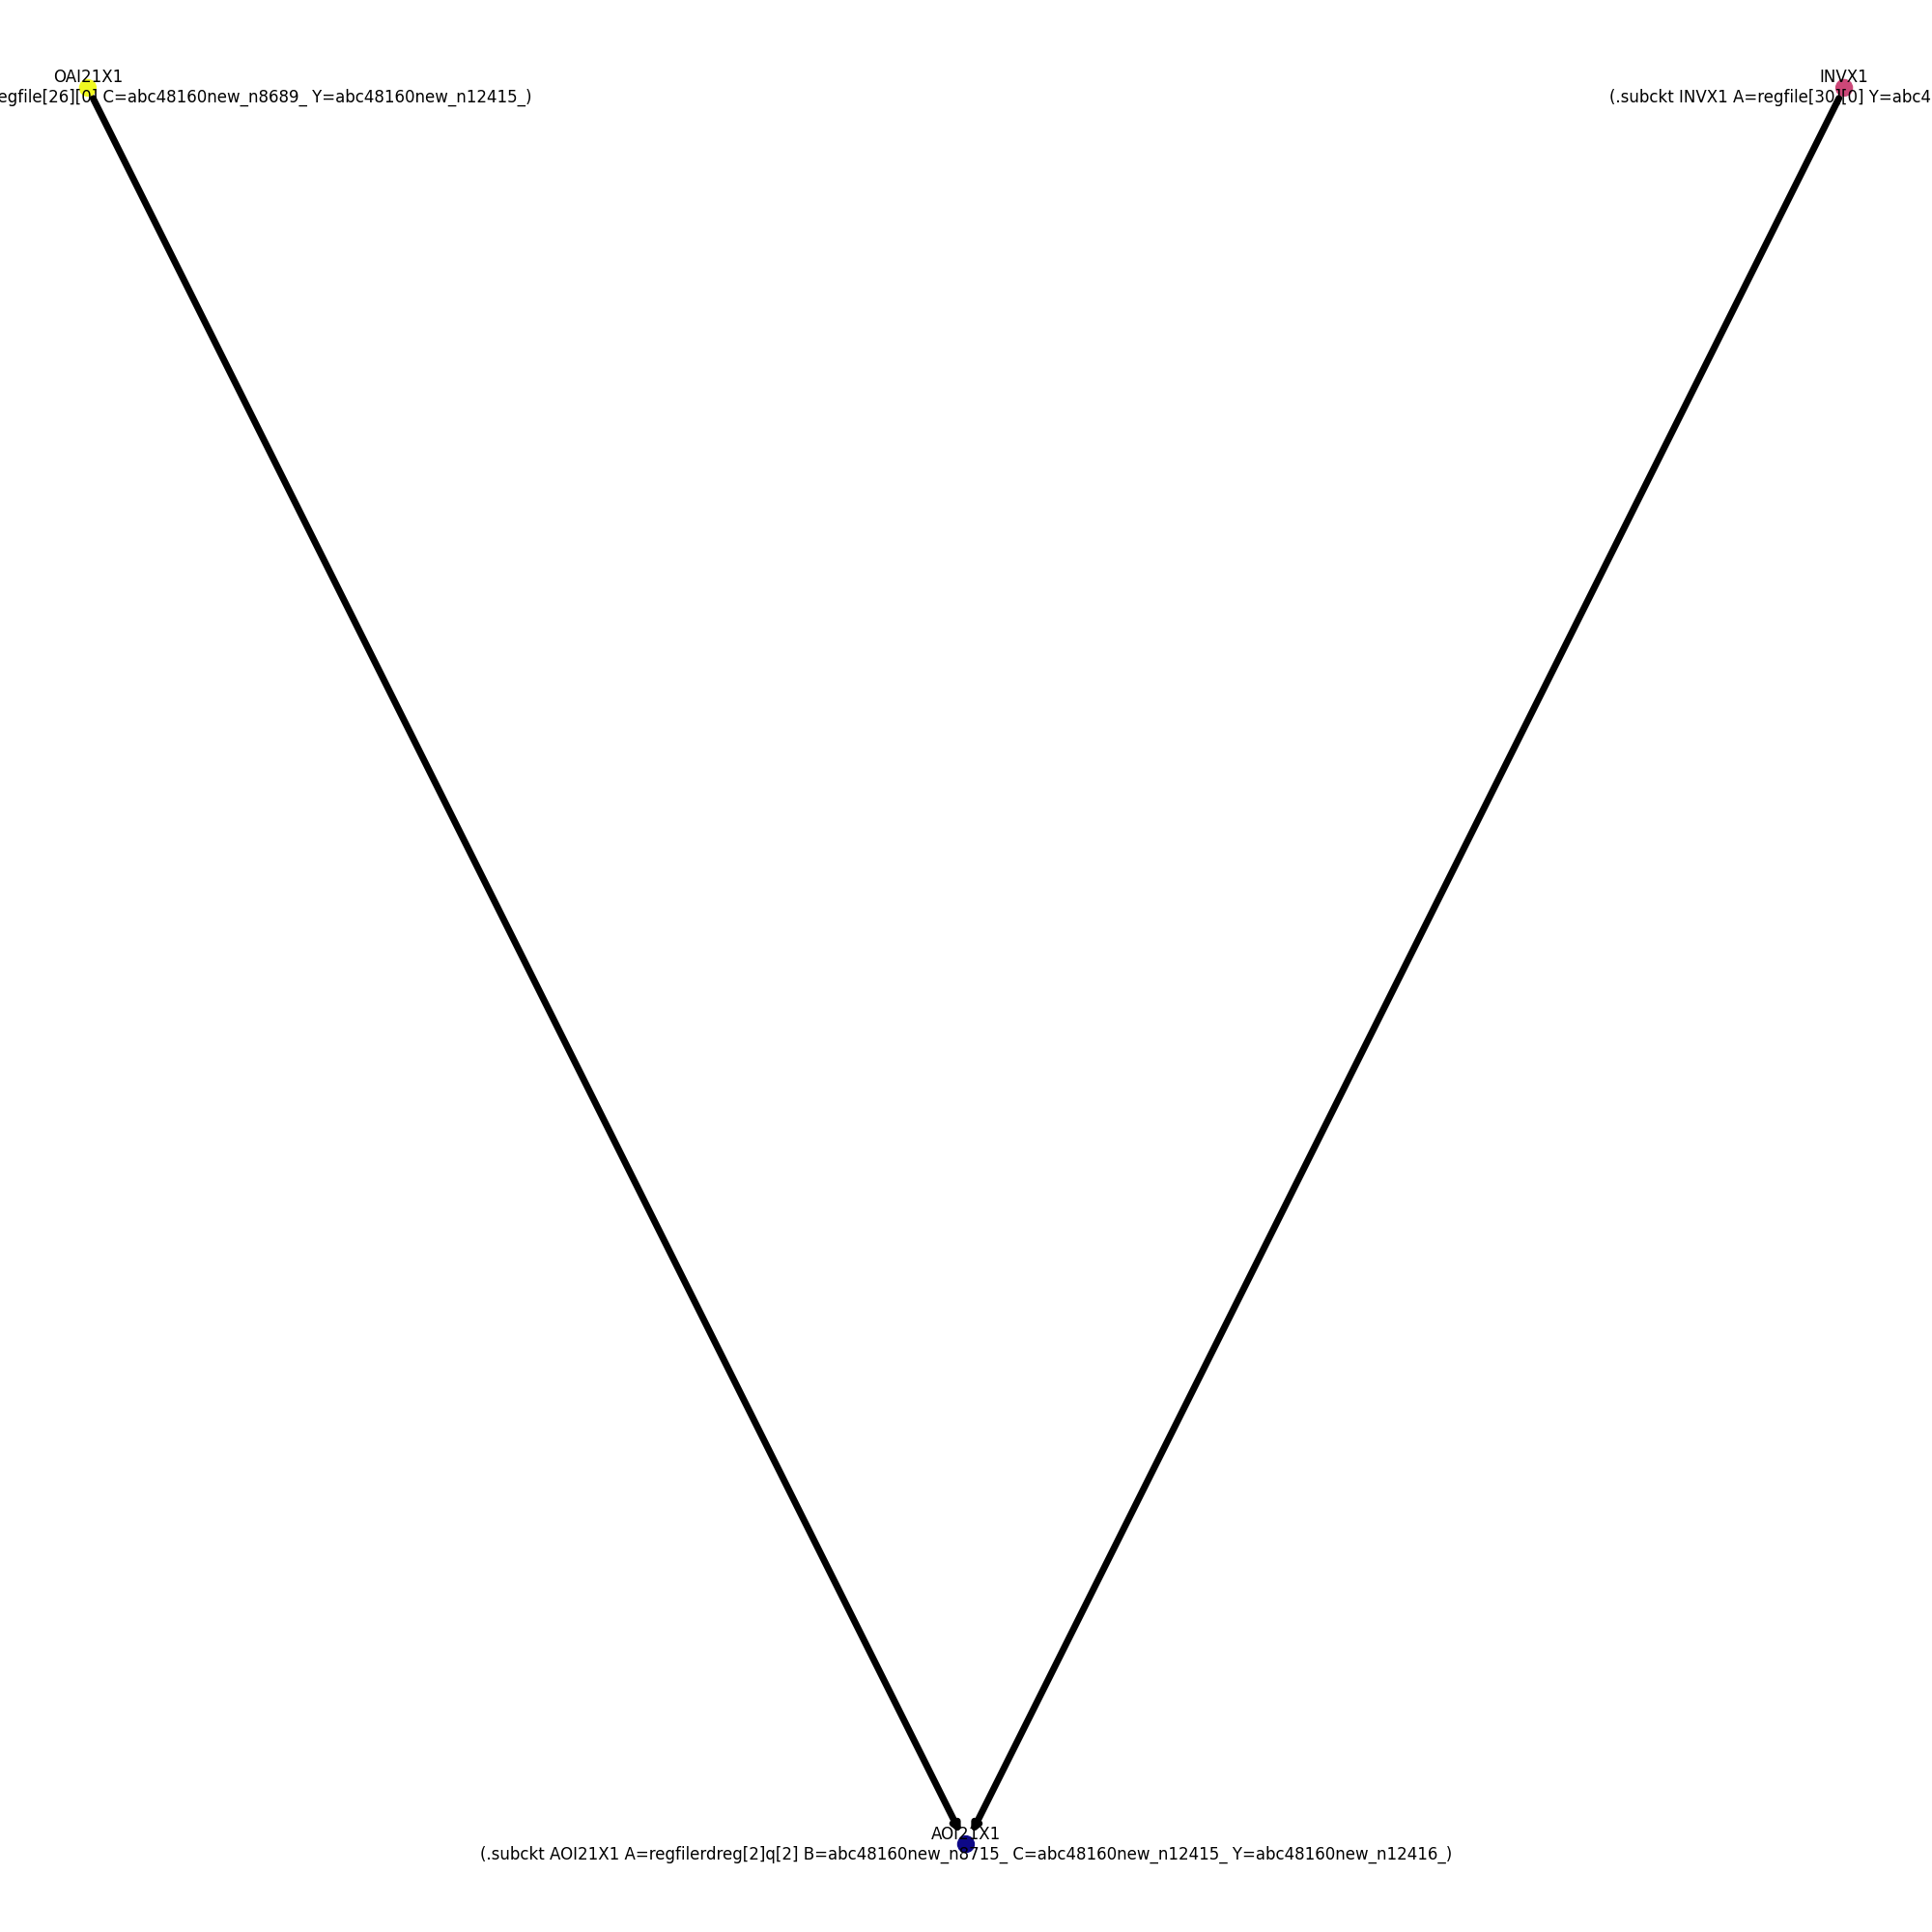 OAI21X1
egfile[26][0] C=abc48160new_n8689_ Y=abc48160new_n12415_)
INVX1
(.subckt INVX1 A=regfile[30][0] Y=abc4
AOI21X1
(.subckt AOI21X1 A=regfilerdreg[2]q[2] B=abc48160new_n8715_ C=abc48160new_n12415_ Y=abc48160new_n12416_)